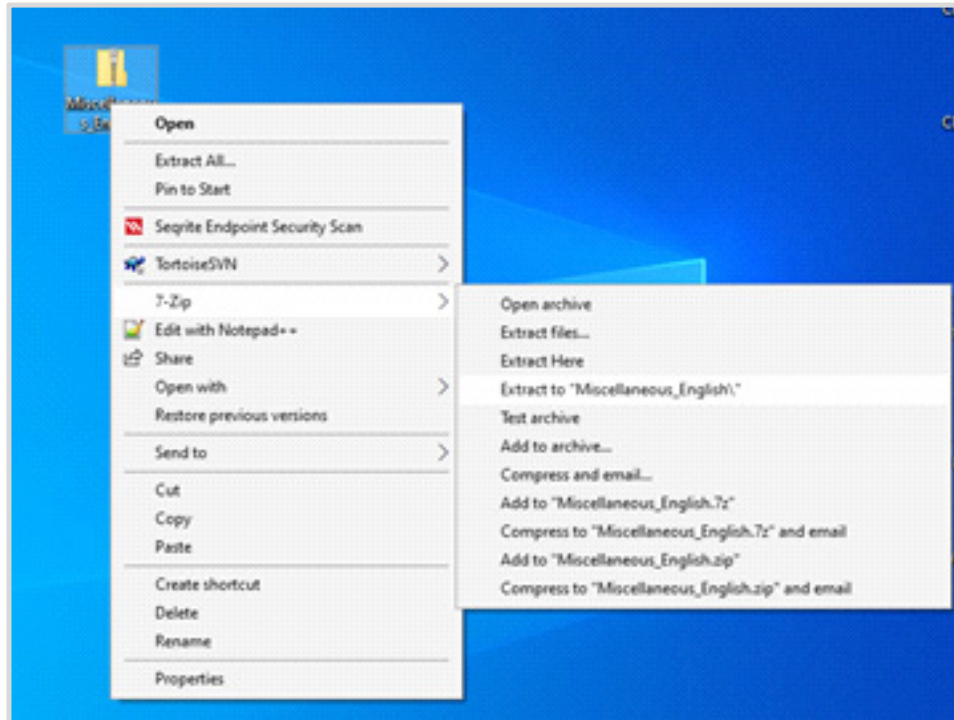 Open
Extract All...
Pin to Start
Seqrite Endpoint Security Scan
TortoiseSVN
7-Zip
Edit with Notepad++
Share
Open with
Restore previous versions
Send to
Cut
Copy
Paste
Create shortcut
Delete
Rename
Properties
Open archive
Extract files...
Extract Here
Extract to "Miscellaneous_English\"
Test archive
Add to archive...
Compress and email...
Add to "Miscellaneous_English.7z"
Compress to "Miscellaneous_English.7z" and email
Add to "Miscellaneous_English.zip"
Compress to "Miscellaneous_English.zip" and email